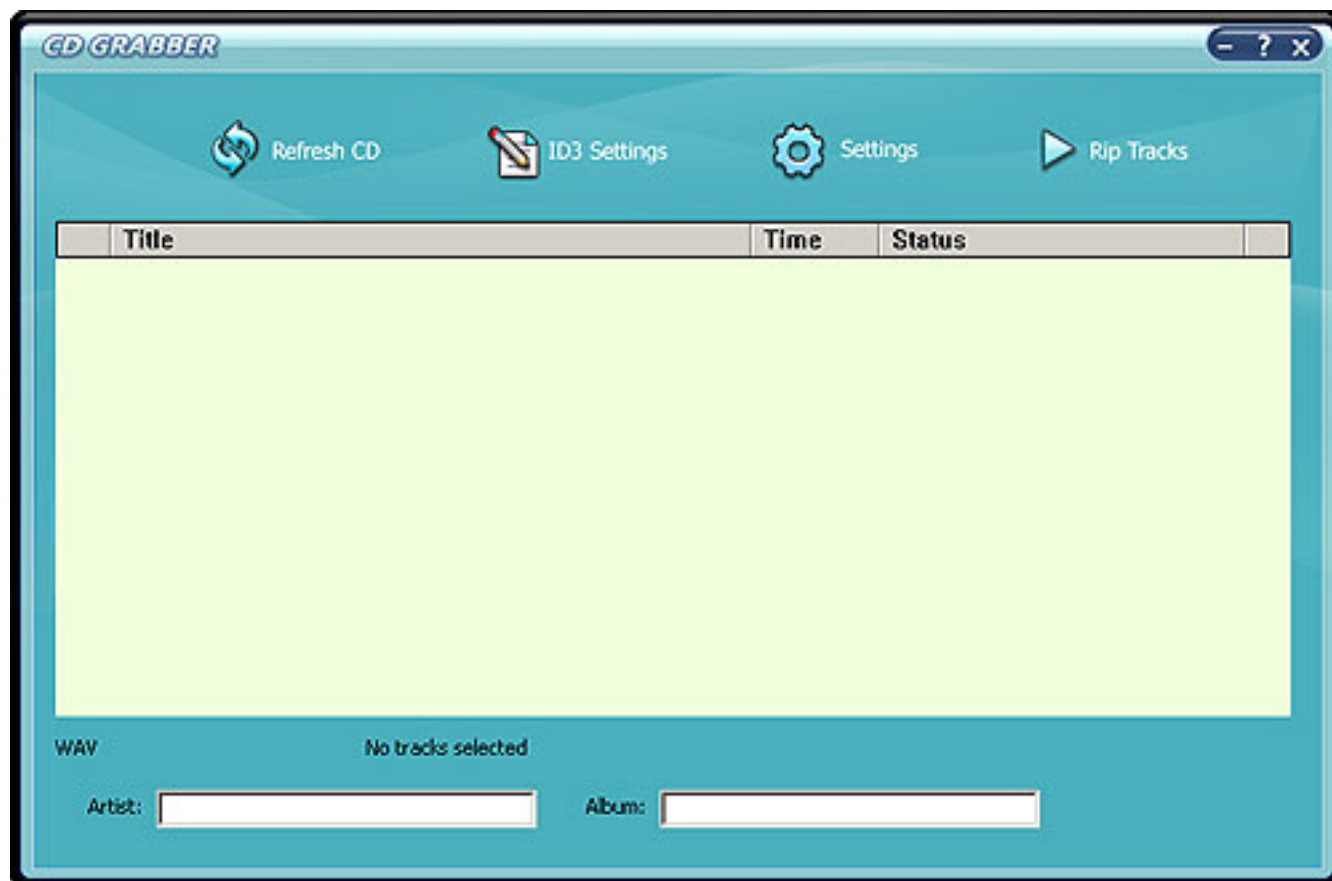 CD GRABBER
? x
Refresh CD ID3 Settings Settings Rip Tracks
Title Time Status
WAV No tracks selected
Artist: Album: